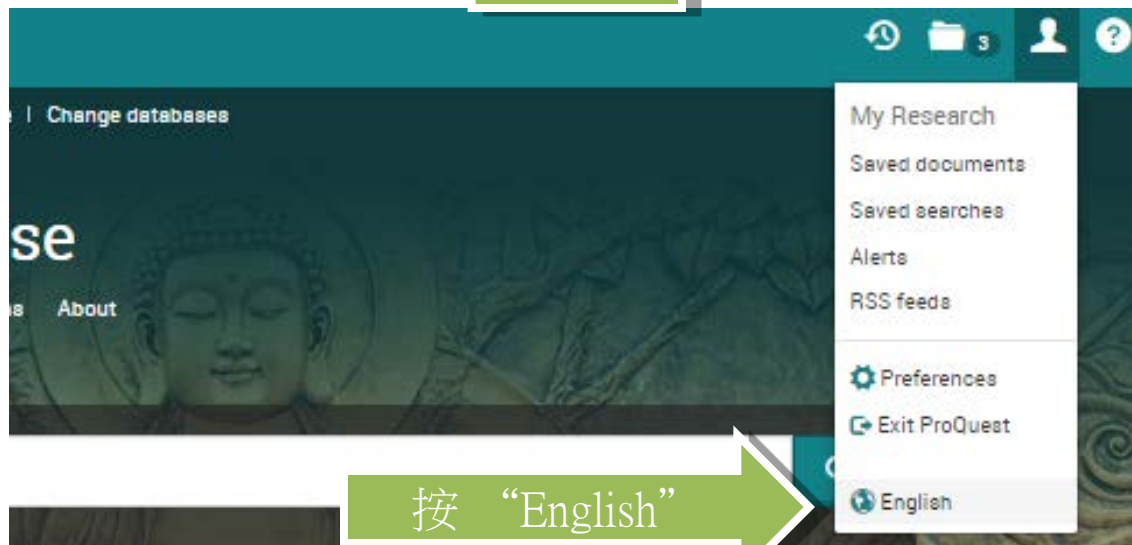 3
| Change databases
My Research
Saved documents
Saved searches
Alerts
RSS feeds
se
About
Preferences
Exit ProQuest
English
按 “English”